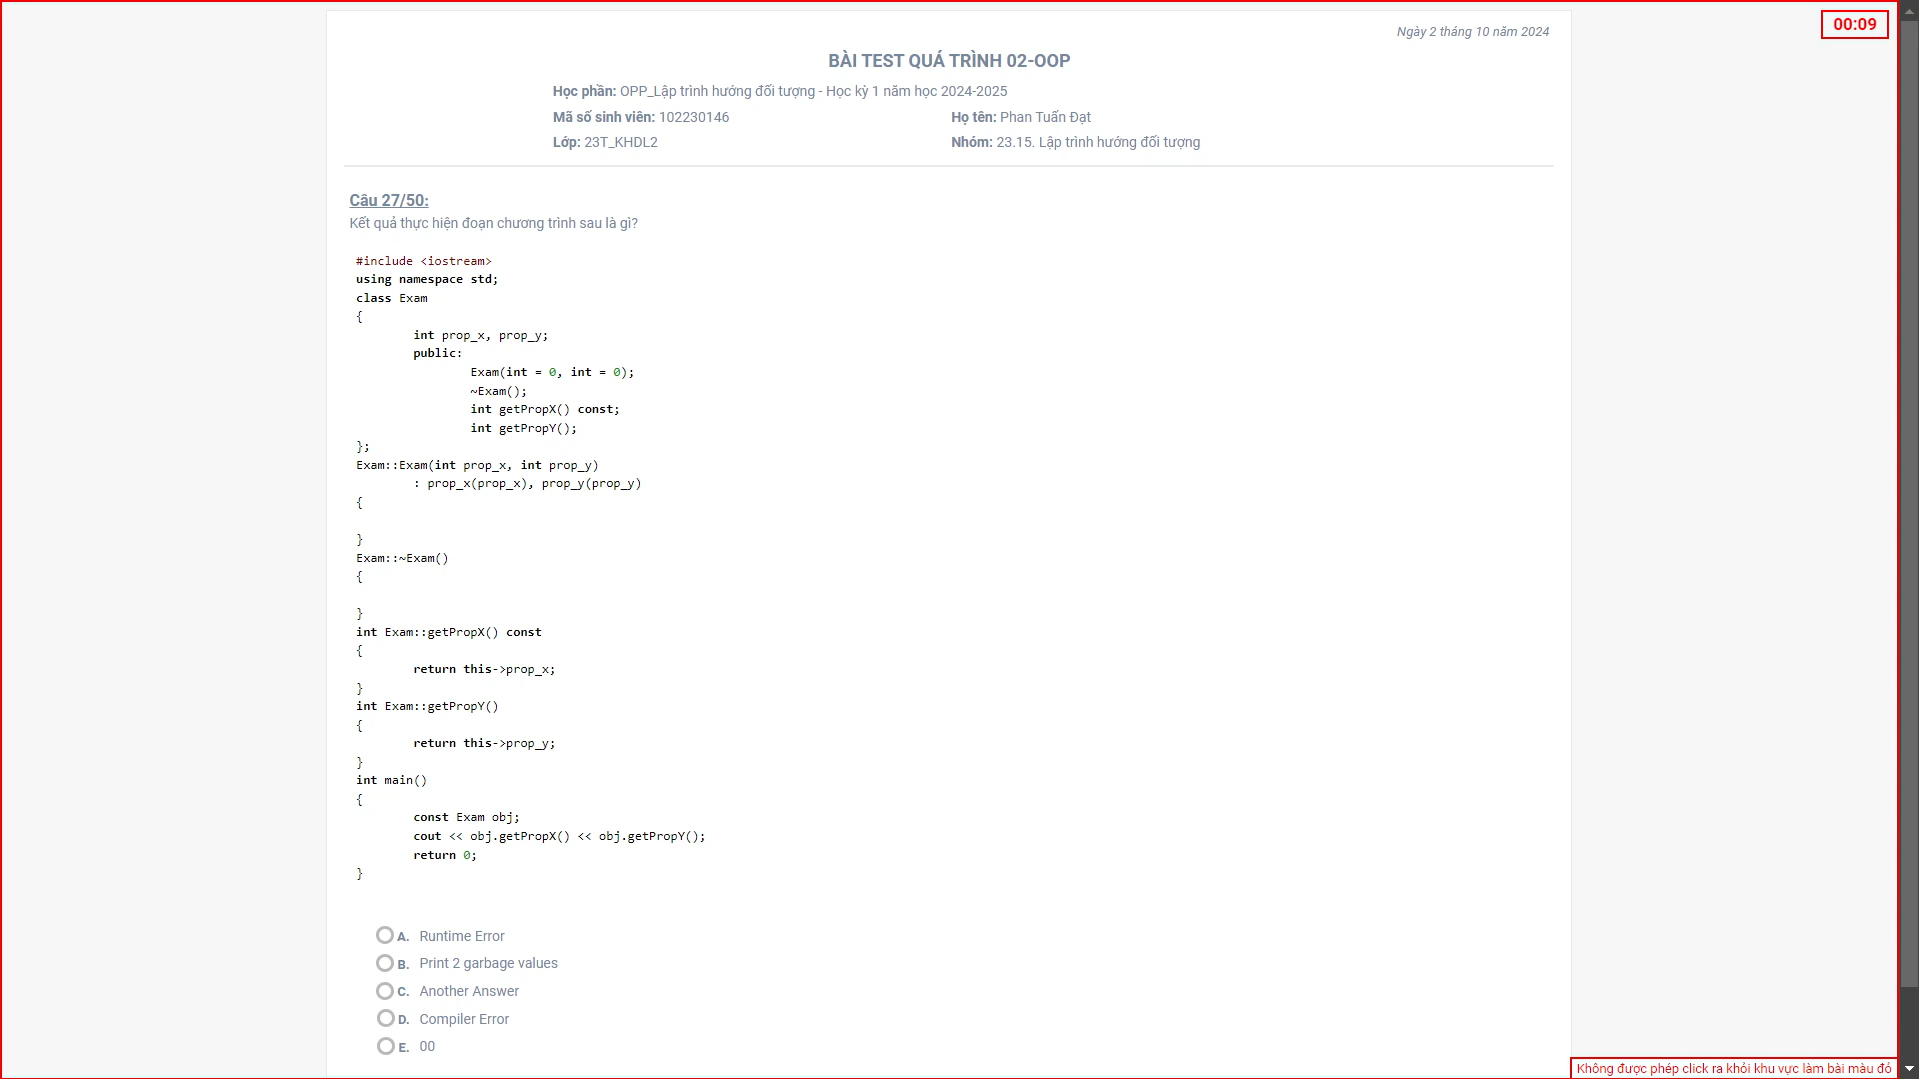 Ngày 2 tháng 10 năm 2024
00:09
BÀI TEST QUÁ TRÌNH 02-OOP
Học phần: OPP_Lập trình hướng đối tượng - Học kỳ 1 năm học 2024-2025
Mã số sinh viên: 102230146
Họ tên: Phan Tuấn Đạt
Lớp: 23T_KHDL2
Nhóm: 23.15. Lập trình hướng đối tượng
Câu 27/50:
Kết quả thực hiện đoạn chương trình sau là gì?
#include <iostream>
using namespace std;
class Exam
{
int prop_x, prop_y;
public:
Exam(int = 0, int = 0);
~Exam();
int getPropX() const;
int getPropY();
};
Exam::Exam(int prop_x, int prop_y)
: prop_x(prop_x), prop_y(prop_y)
{
}
Exam::~Exam()
{
}
int Exam::getPropX() const
{
return this->prop_x;
}
int Exam::getPropY()
{
return this->prop_y;
}
int main()
{
const Exam obj;
cout << obj.getPropX() << obj.getPropY();
return 0;
}
A. Runtime Error
B. Print 2 garbage values
C. Another Answer
D. Compiler Error
E. 00
Không được phép click ra khỏi khu vực làm bài màu đỏ